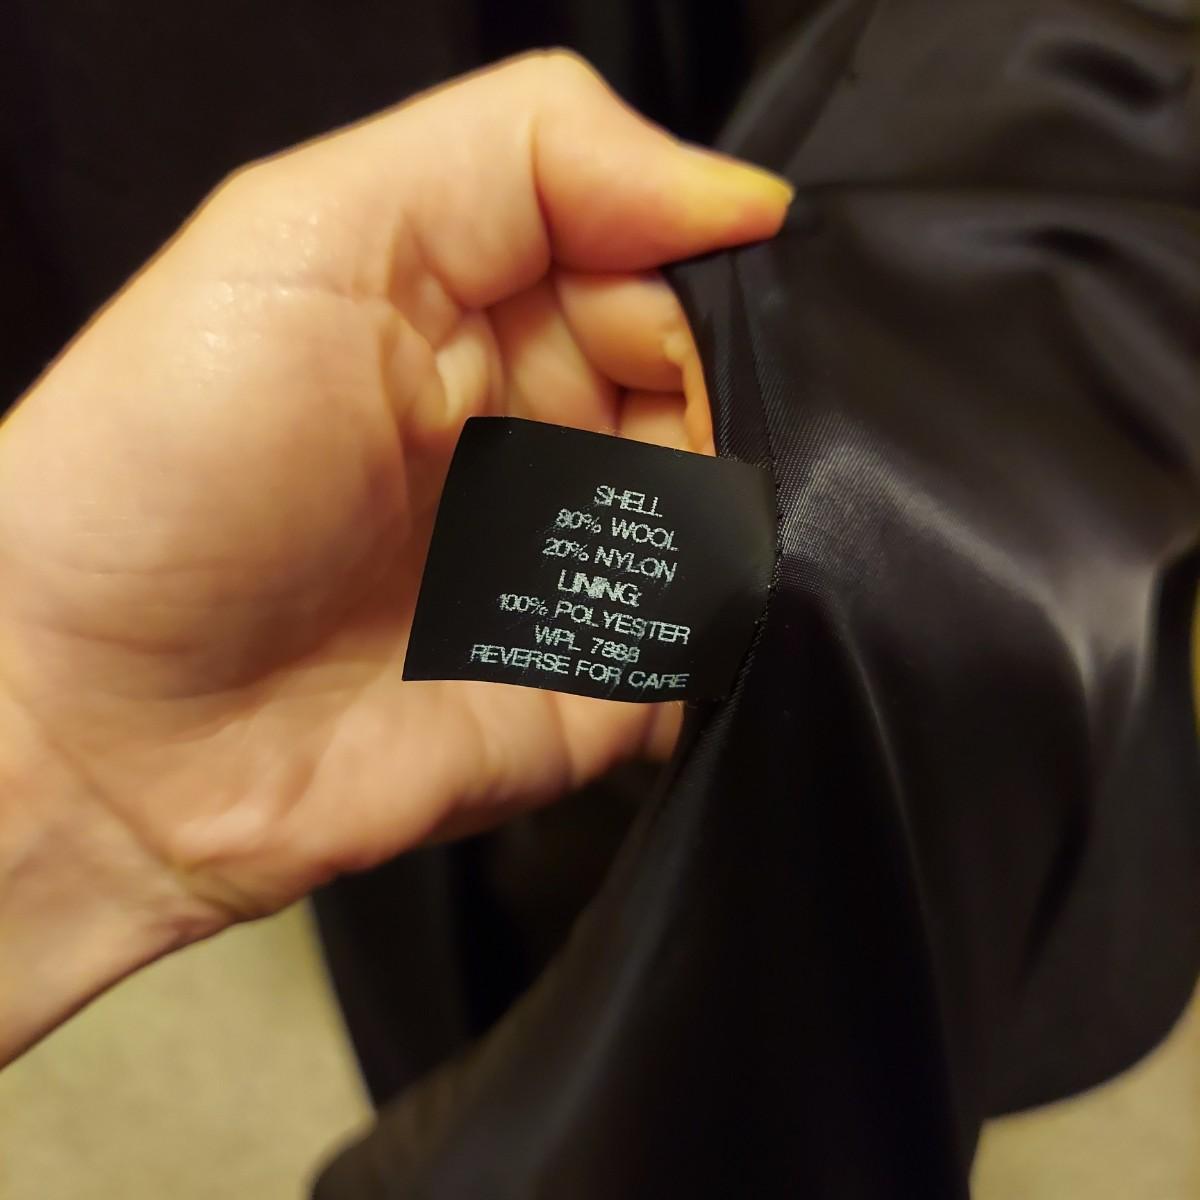 SHELL
80% WOOL
20% NYLON
LINING:
100% POLYESTER
WPL 7888
REVERSE FOR CARE